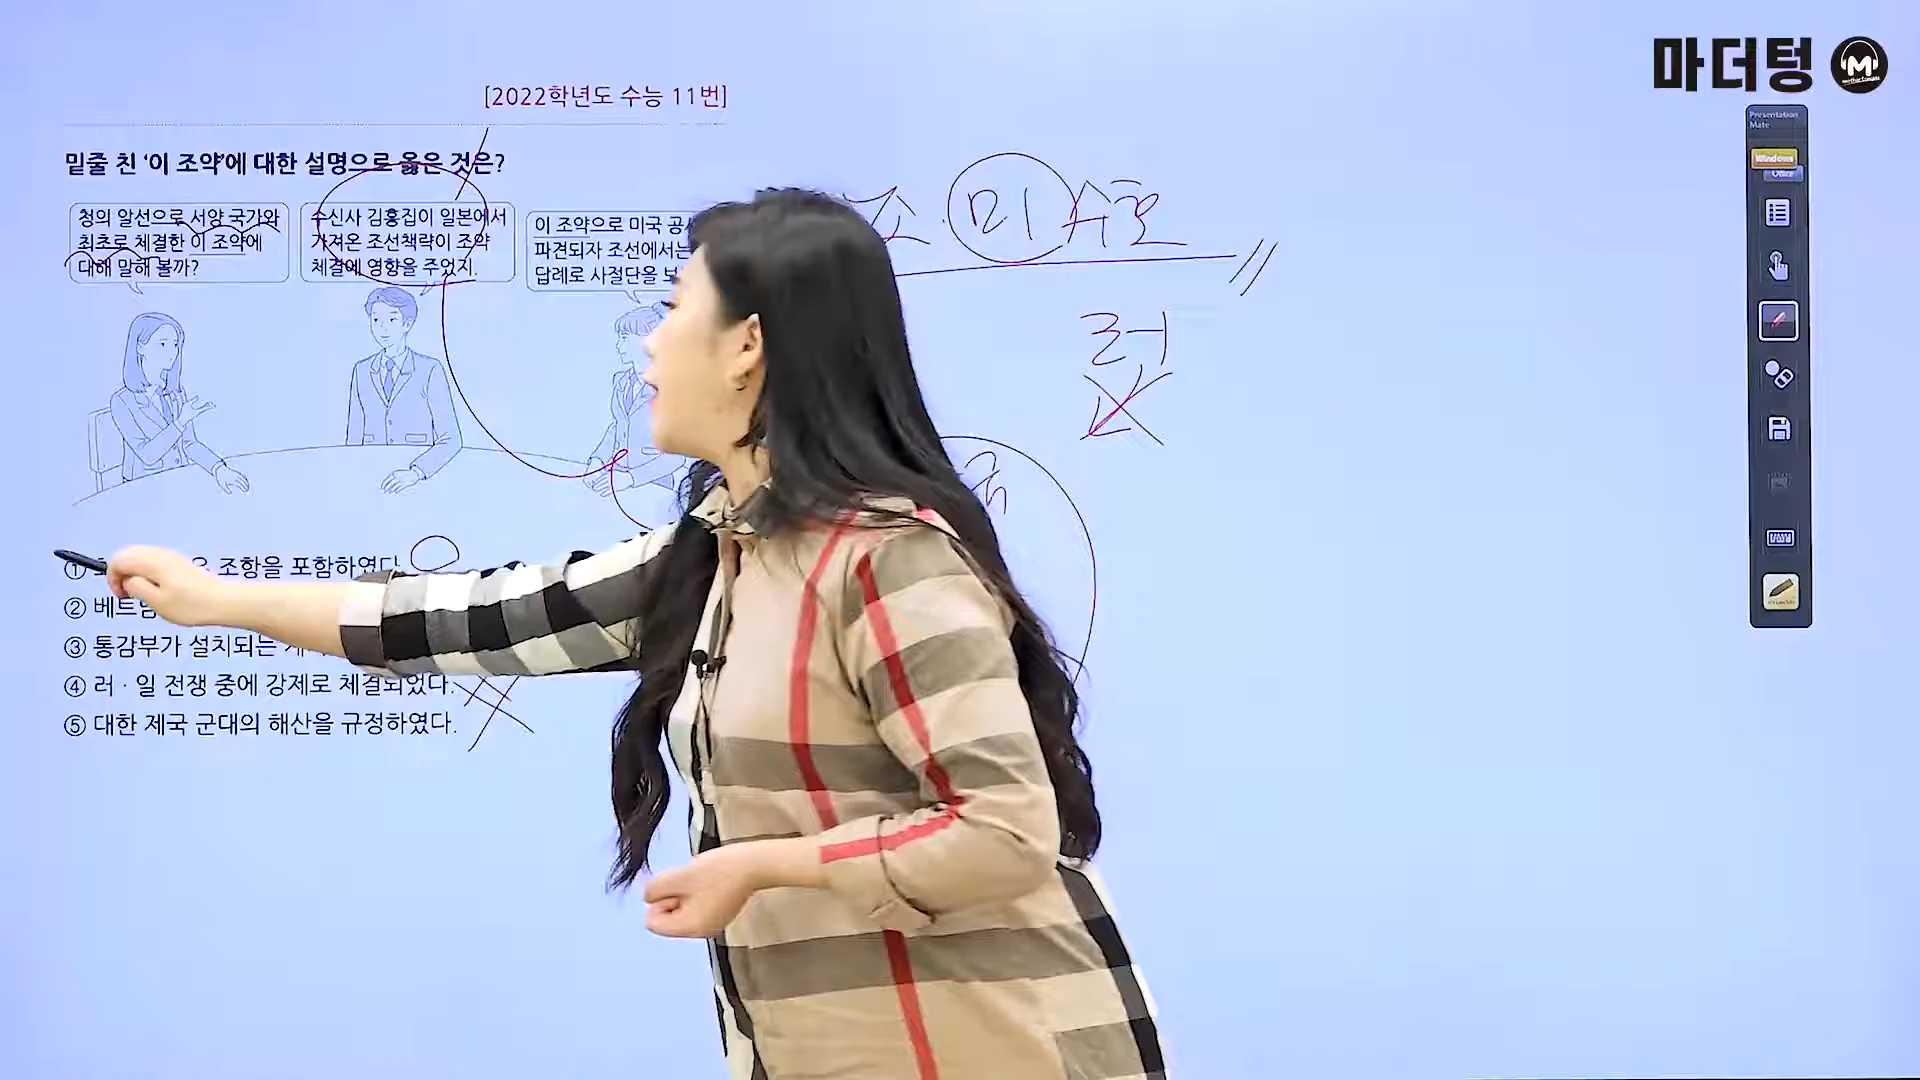 마더텅
M
[2022학년도 수능 11번]
밑줄 친 ‘이 조약’에 대한 설명으로 옳은 것은?
청의 알선으로 서양 국가와
최초로 체결한 이 조약에
대해 말해 볼까?
수신사 김홍집이 일본에서
가져온 조선책략이 조약
체결에 영향을 주었지.
이 조약으로 미국 공사
파견되자 조선에서는
답례로 사절단을 보
조·미 수호
러
① 조항을 포함하였다.
② 베트남
③ 통감부가 설치되는
④ 러·일 전쟁 중에 강제로 체결되었다.
⑤ 대한 제국 군대의 해산을 규정하였다.
Presentation
Mate
Windows
Office